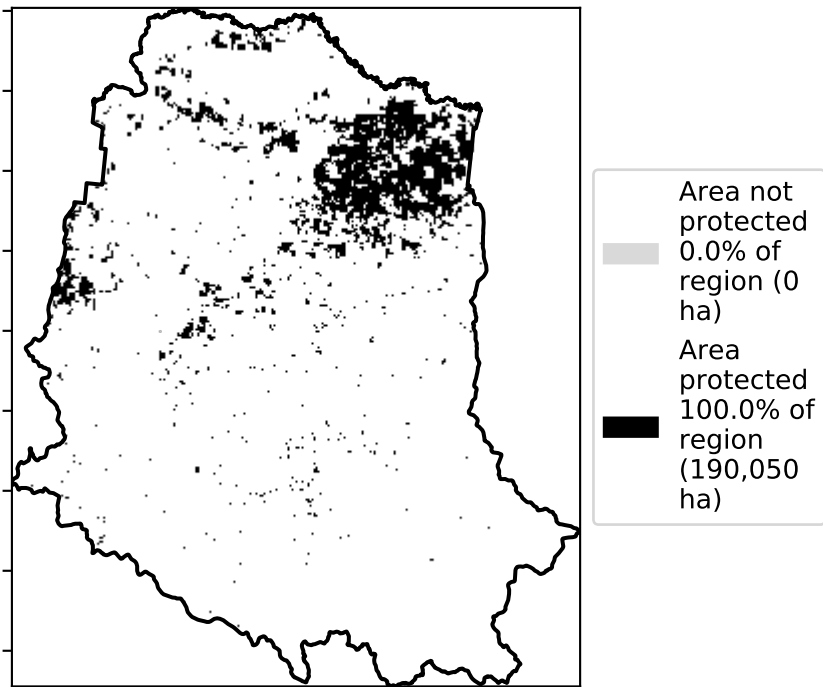 Area not
protected
0.0% of
region (0
ha)
Area
protected
100.0% of
region
(190,050
ha)